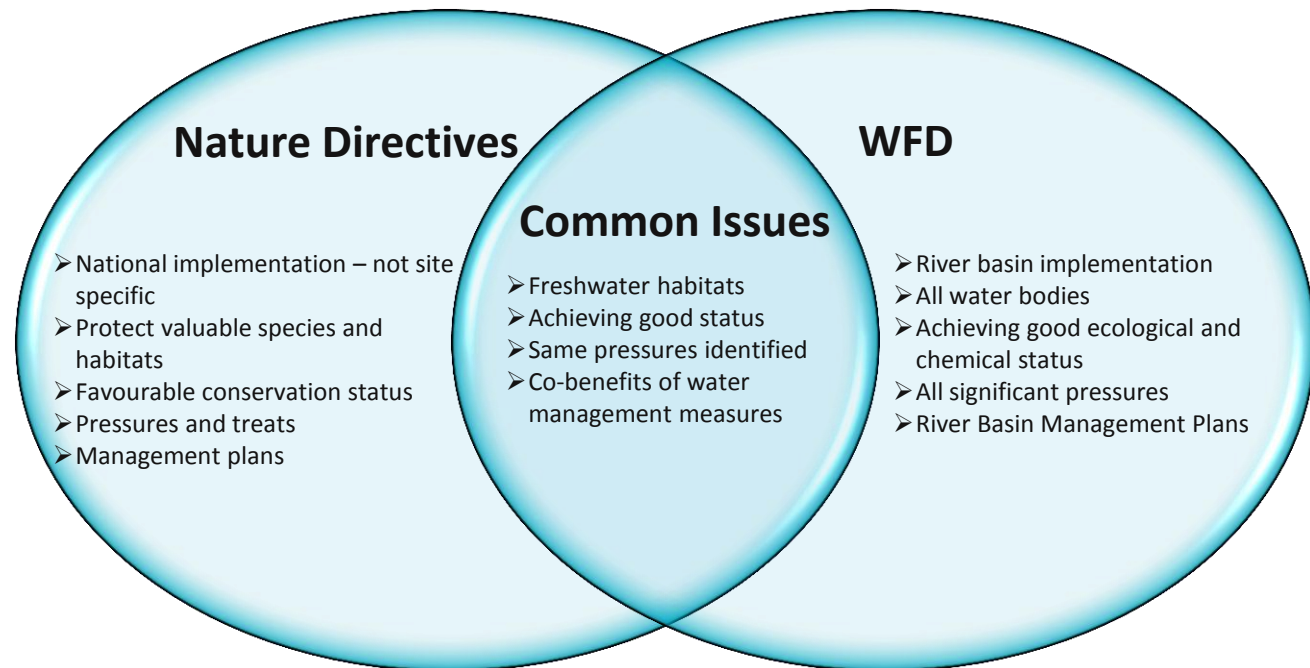 Nature Directives
➢National implementation – not site
specific
➢Protect valuable species and
habitats
➢Favourable conservation status
➢Pressures and treats
➢Management plans
Common Issues
➢Freshwater habitats
➢Achieving good status
➢Same pressures identified
➢Co-benefits of water
management measures
WFD
➢River basin implementation
➢All water bodies
➢Achieving good ecological and
chemical status
➢All significant pressures
➢River Basin Management Plans